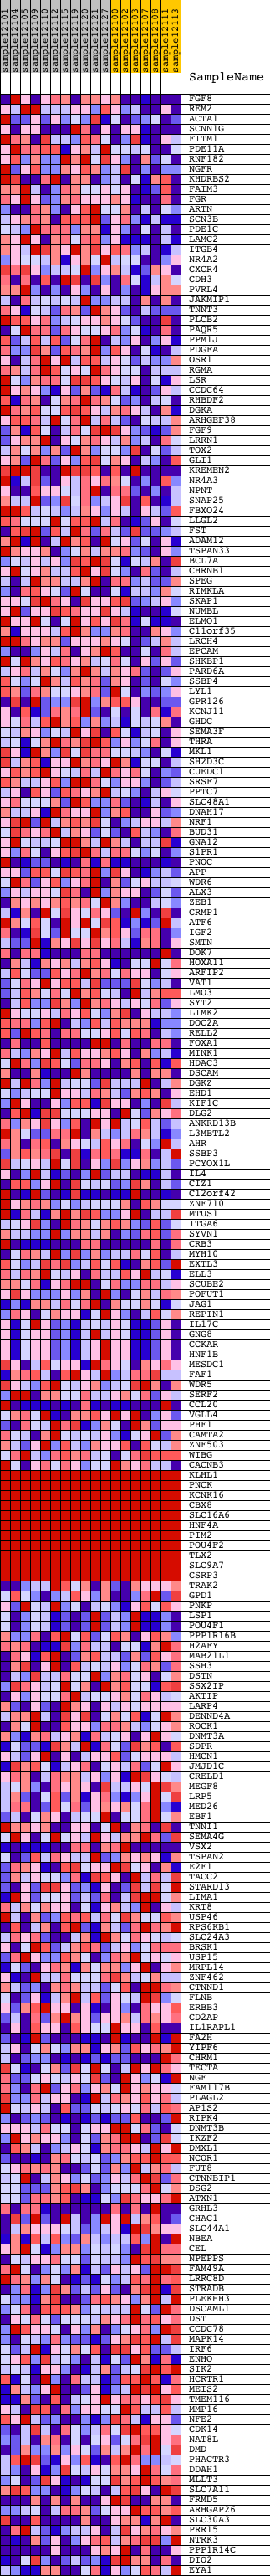 SampleName
FGF8
REM2
ACTA1
SCNN1G
FITM1
PDE11A
RNF182
NGFR
KHDRBS2
FAIM3
FGR
ARTN
SCN3B
PDE1C
LAMC2
ITGB4
NR4A2
CXCR4
CDH3
PVRL4
JAKMIP1
TNNT3
PLCB2
PAQR5
PPM1J
PDGFA
OSR1
RGMA
LSR
CCDC64
RHBDF2
DGKA
ARHGEF38
FGF9
LRRN1
TOX2
GLI1
KREMEN2
NR4A3
NPNT
SNAP25
FBXO24
LLGL2
FST
ADAM12
TSPAN33
BCL7A
CHRNB1
SPEG
RIMKLA
SKAP1
NUMBL
ELMO1
C11orf35
LRCH4
EPCAM
SHKBP1
PARD6A
SSBP4
LYL1
GPR126
KCNJ11
GHDC
SEMA3F
THRA
MKL1
SH2D3C
CUEDC1
SRSF7
PPTC7
SLC48A1
DNAH17
NRF1
BUD31
GNA12
S1PR1
PNOC
APP
WDR6
ALX3
ZEB1
CRMP1
ATF6
IGF2
SMTN
DOK7
HOXA11
ARFIP2
VAT1
LMO3
SYT2
LIMK2
DOC2A
RELL2
FOXA1
MINK1
HDAC3
DSCAM
DGKZ
EHD1
KIF1C
DLG2
ANKRD13B
L3MBTL2
AHR
SSBP3
PCYOX1L
IL4
CIZ1
C12orf42
ZNF710
MTUS1
ITGA6
SYVN1
CRB3
MYH10
EXTL3
ELL3
SCUBE2
POFUT1
JAG1
REPIN1
IL17C
GNG8
CCKAR
HNF1B
MESDC1
FAF1
WDR5
SERF2
CCL20
VGLL4
PHF1
CAMTA2
ZNF503
WIBG
CACNB3
KLHL1
PNCK
KCNK16
CBX8
SLC16A6
HNF4A
PIM2
POU4F2
TLX2
SLC9A7
CSRP3
TRAK2
GPD1
PNKP
LSP1
POU4F1
PPP1R16B
H2AFY
MAB21L1
SSH3
DSTN
SSX2IP
AKTIP
LARP4
DENND4A
ROCK1
DNMT3A
SDPR
HMCN1
JMJD1C
CRELD1
MEGF8
LRP5
MED26
EBF1
TNNI1
SEMA4G
VSX2
TSPAN2
E2F1
TACC2
STARD13
LIMA1
KRT8
USP46
RPS6KB1
SLC24A3
BRSK1
USP15
MRPL14
ZNF462
CTNND1
FLNB
ERBB3
CD2AP
IL1RAPL1
FA2H
YIPF6
CHRM1
TECTA
NGF
FAM117B
PLAGL2
AP1S2
RIPK4
DNMT3B
IKZF2
DMXL1
NCOR1
FUT8
CTNNBIP1
DSG2
ATXN1
GRHL3
CHAC1
SLC44A1
NBEA
CEL
NPEPPS
FAM49A
LRRC8D
STRADB
PLEKHH3
DSCAML1
DST
CCDC78
MAPK14
IRF6
ENHO
SIK2
HCRTR1
MEIS2
TMEM116
MMP16
NFE2
CDK14
NAT8L
DMD
PHACTR3
DDAH1
MLLT3
SLC7A11
FRMD5
ARHGAP26
SLC30A3
PRR15
NTRK3
PPP1R14C
DIO2
EYA1